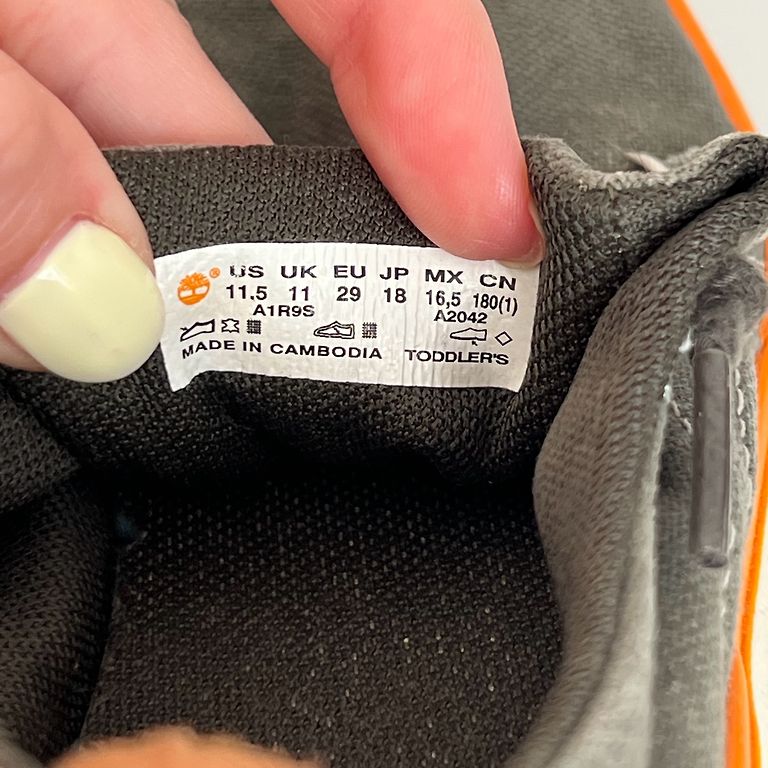 ® US UK EU JP MX CN
11.5 11 29 18 16,5 180(1)
A1R9S A2042
MADE IN CAMBODIA TODDLER'S